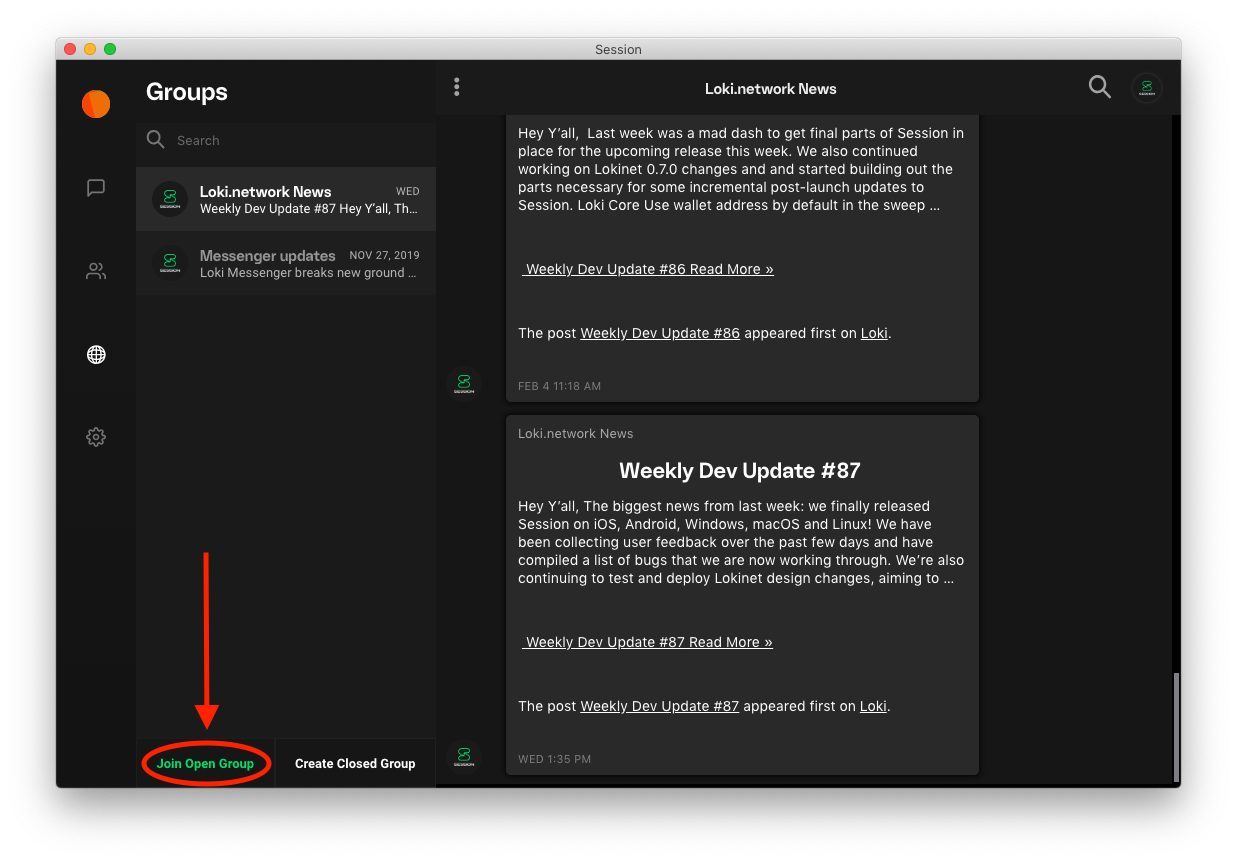 Session
Groups
Search
Loki.network News WED
Weekly Dev Update #87 Hey Y'all, Th...
Messenger updates NOV 27, 2019
Loki Messenger breaks new ground ...
Join Open Group
Create Closed Group
Loki.network News
Hey Y'all,  Last week was a mad dash to get final parts of Session in
place for the upcoming release this week. We also continued
working on Lokinet 0.7.0 changes and and started building out the
parts necessary for some incremental post-launch updates to
Session. Loki Core Use wallet address by default in the sweep ...
Weekly Dev Update #86 Read More »
The post Weekly Dev Update #86 appeared first on Loki.
FEB 4 11:18 AM
SESSION
Loki.network News
Weekly Dev Update #87
Hey Y'all, The biggest news from last week: we finally released
Session on iOS, Android, Windows, macOS and Linux! We have
been collecting user feedback over the past few days and have
compiled a list of bugs that we are now working through. We're also
continuing to test and deploy Lokinet design changes, aiming to ...
Weekly Dev Update #87 Read More »
The post Weekly Dev Update #87 appeared first on Loki.
WED 1:35 PM
SESSION